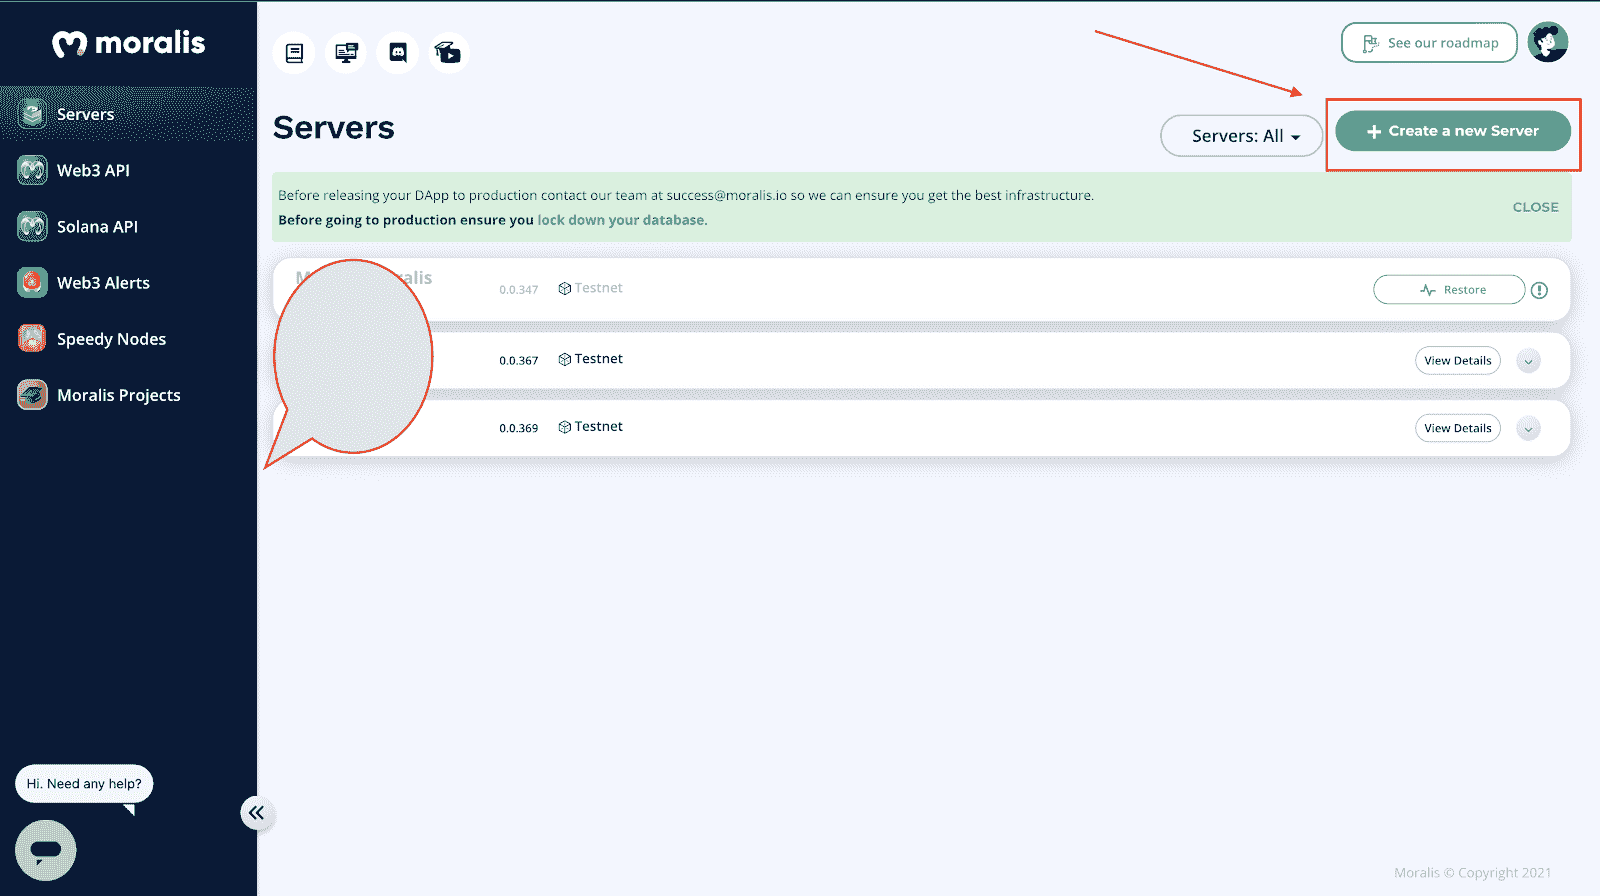 moralis
Servers
Web3 API
Solana API
Web3 Alerts
Speedy Nodes
Moralis Projects
Hi. Need any help?
See our roadmap
Servers
Servers: All
+ Create a new Server
Before releasing your DApp to production contact our team at success@moralis.io so we can ensure you get the best infrastructure.
Before going to production ensure you lock down your database.
CLOSE
0.0.347 Testnet Restore
0.0.367 Testnet View Details
0.0.369 Testnet View Details
Moralis © Copyright 2021